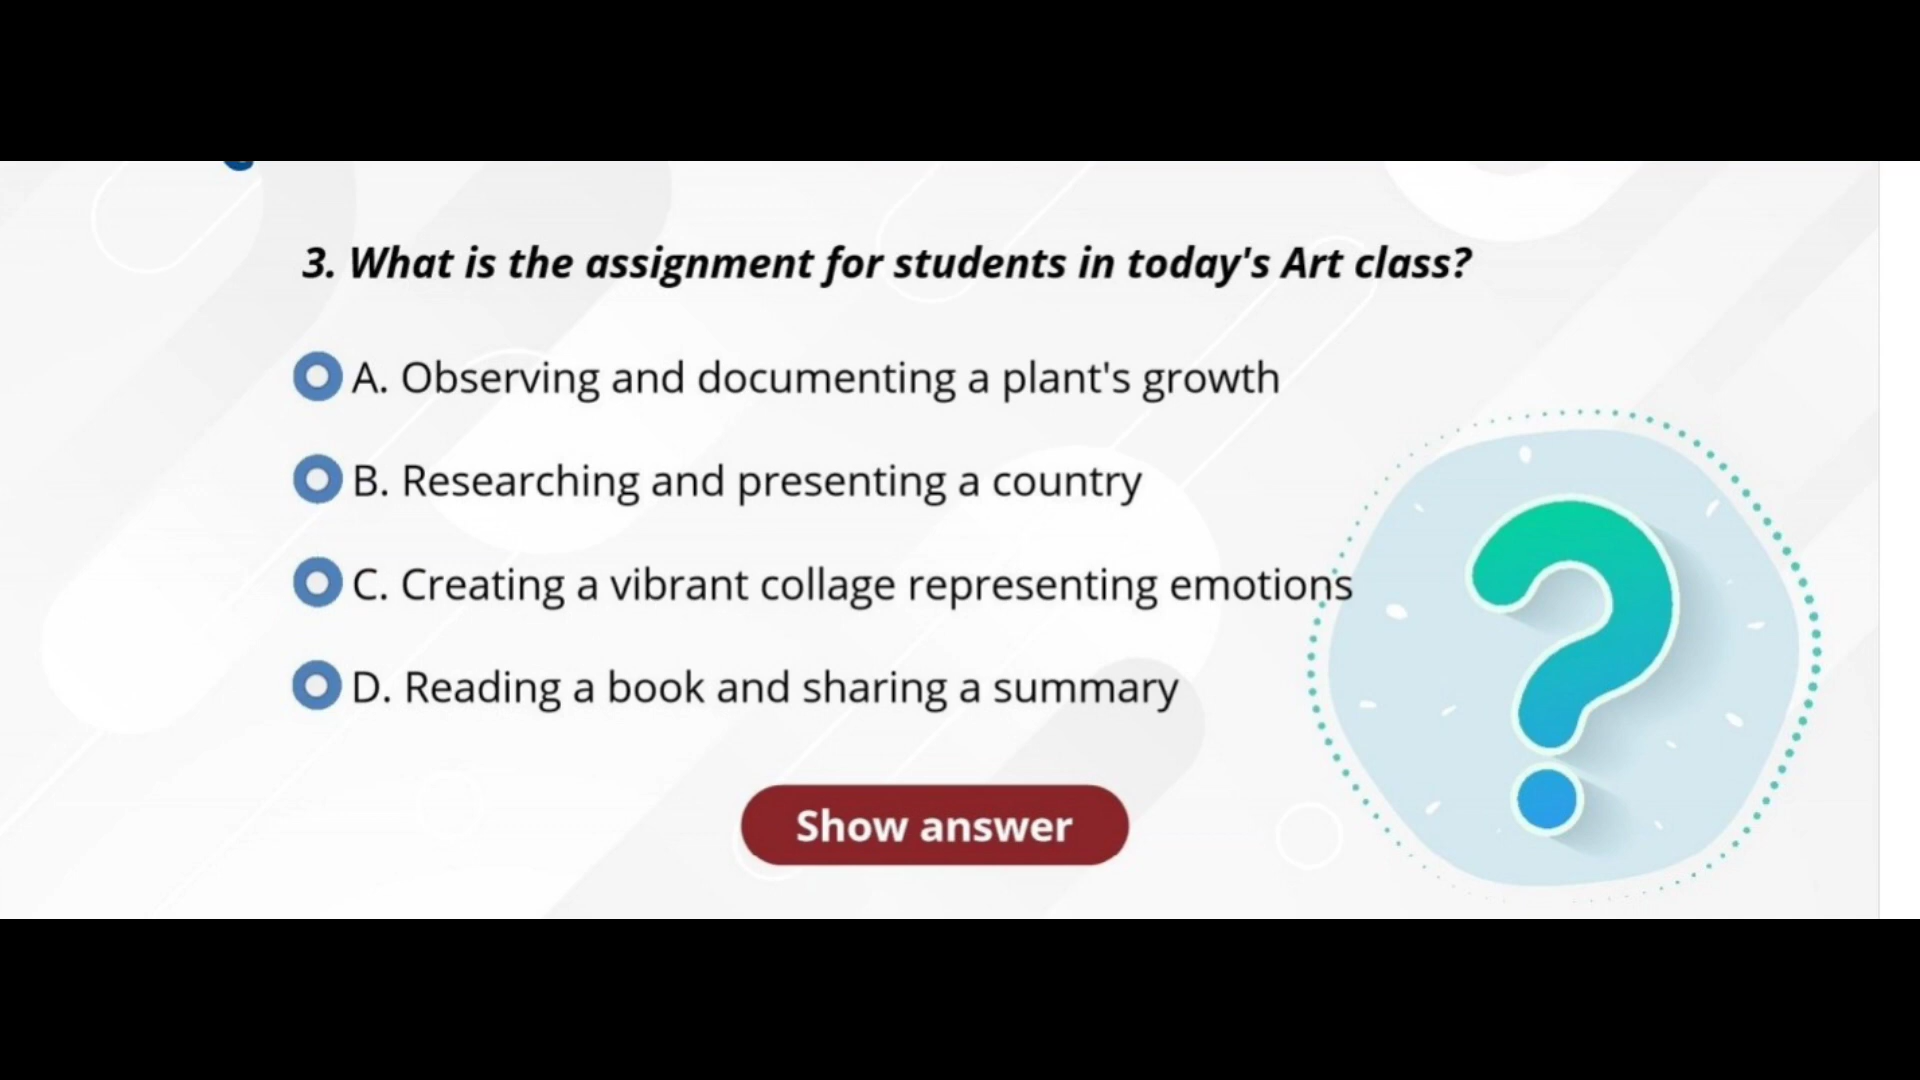 3. What is the assignment for students in today's Art class?
A. Observing and documenting a plant's growth
B. Researching and presenting a country
C. Creating a vibrant collage representing emotions
D. Reading a book and sharing a summary
Show answer